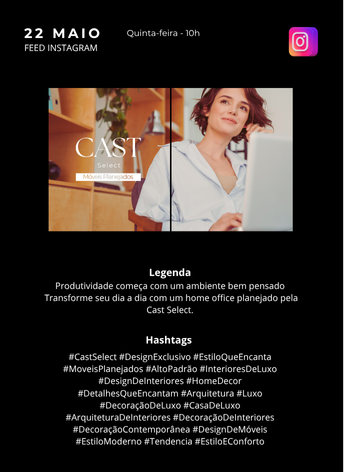 22 MAIO
FEED INSTAGRAM
Quinta-feira - 10h
CAST
Select
Móveis Planejados
Legenda
Produtividade começa com um ambiente bem pensado
Transforme seu dia a dia com um home office planejado pela
Cast Select.
Hashtags
#CastSelect #DesignExclusivo #EstiloQueEncanta
#MoveisPlanejados #AltoPadrão #InterioresDeLuxo
#DesignDeInteriores #HomeDecor
#DetalhesQueEncantam #Arquitetura #Luxo
#DecoraçãoDeLuxo #CasaDeLuxo
#ArquiteturaDeInteriores #DecoraçãoDeInteriores
#DecoraçãoContemporânea #DesignDeMóveis
#EstiloModerno #Tendencia #EstiloEConforto